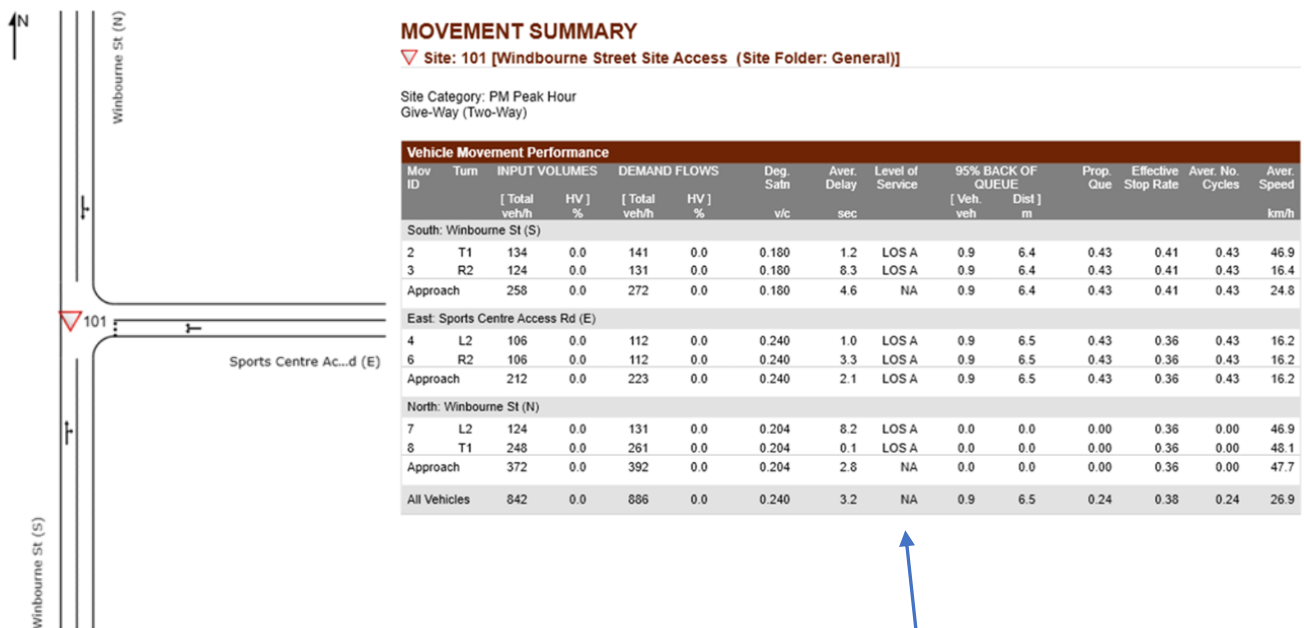 N
Winbourne St (N)
MOVEMENT SUMMARY
Site: 101 [Windbourne Street Site Access (Site Folder: General)]
Site Category: PM Peak Hour
Give-Way (Two-Way)
Vehicle Movement Performance
Mov Turn INPUT VOLUMES DEMAND FLOWS Deg. Aver. Level of 95% BACK OF Prop. Effective Aver. No. Aver.
ID Satn Delay Service QUEUE Que Stop Rate Cycles Speed
[ Total HV ] [ Total HV ] [ Veh. Dist ]
veh/h % veh/h % v/c sec veh m km/h
South: Winbourne St (S)
2 T1 134 0.0 141 0.0 0.180 1.2 LOS A 0.9 6.4 0.43 0.41 0.43 46.9
3 R2 124 0.0 131 0.0 0.180 8.3 LOS A 0.9 6.4 0.43 0.41 0.43 16.4
Approach 258 0.0 272 0.0 0.180 4.6 NA 0.9 6.4 0.43 0.41 0.43 24.8
East: Sports Centre Access Rd (E)
4 L2 106 0.0 112 0.0 0.240 1.0 LOS A 0.9 6.5 0.43 0.36 0.43 16.2
6 R2 106 0.0 112 0.0 0.240 3.3 LOS A 0.9 6.5 0.43 0.36 0.43 16.2
Approach 212 0.0 223 0.0 0.240 2.1 LOS A 0.9 6.5 0.43 0.36 0.43 16.2
North: Winbourne St (N)
7 L2 124 0.0 131 0.0 0.204 8.2 LOS A 0.0 0.0 0.00 0.36 0.00 46.9
8 T1 248 0.0 261 0.0 0.204 0.1 LOS A 0.0 0.0 0.00 0.36 0.00 48.1
Approach 372 0.0 392 0.0 0.204 2.8 NA 0.0 0.0 0.00 0.36 0.00 47.7
All Vehicles 842 0.0 886 0.0 0.240 3.2 NA 0.9 6.5 0.24 0.38 0.24 26.9
101
Sports Centre Ac...d (E)
Winbourne St (S)